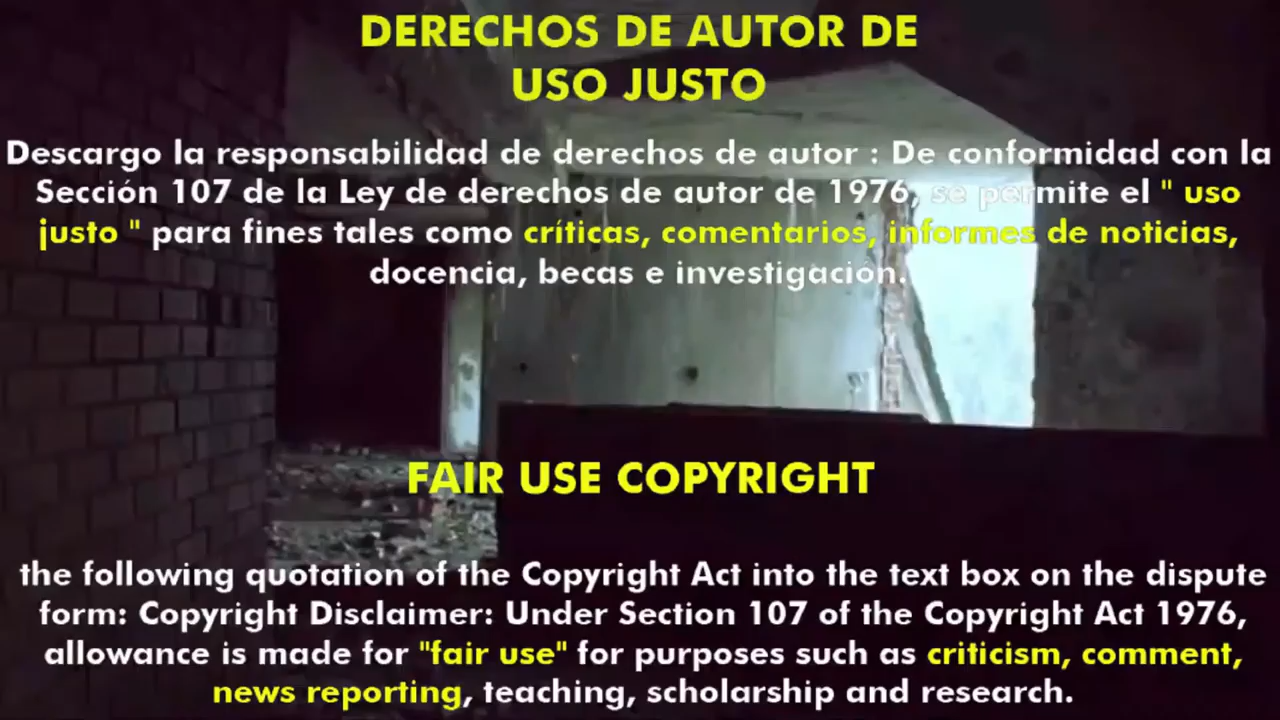 DERECHOS DE AUTOR DE
USO JUSTO
Descargo la responsabilidad de derechos de autor : De conformidad con la
Sección 107 de la Ley de derechos de autor de 1976, se permite el " uso
justo " para fines tales como críticas, comentarios, informes de noticias,
docencia, becas e investigación.
FAIR USE COPYRIGHT
the following quotation of the Copyright Act into the text box on the dispute
form: Copyright Disclaimer: Under Section 107 of the Copyright Act 1976,
allowance is made for "fair use" for purposes such as criticism, comment,
news reporting, teaching, scholarship and research.